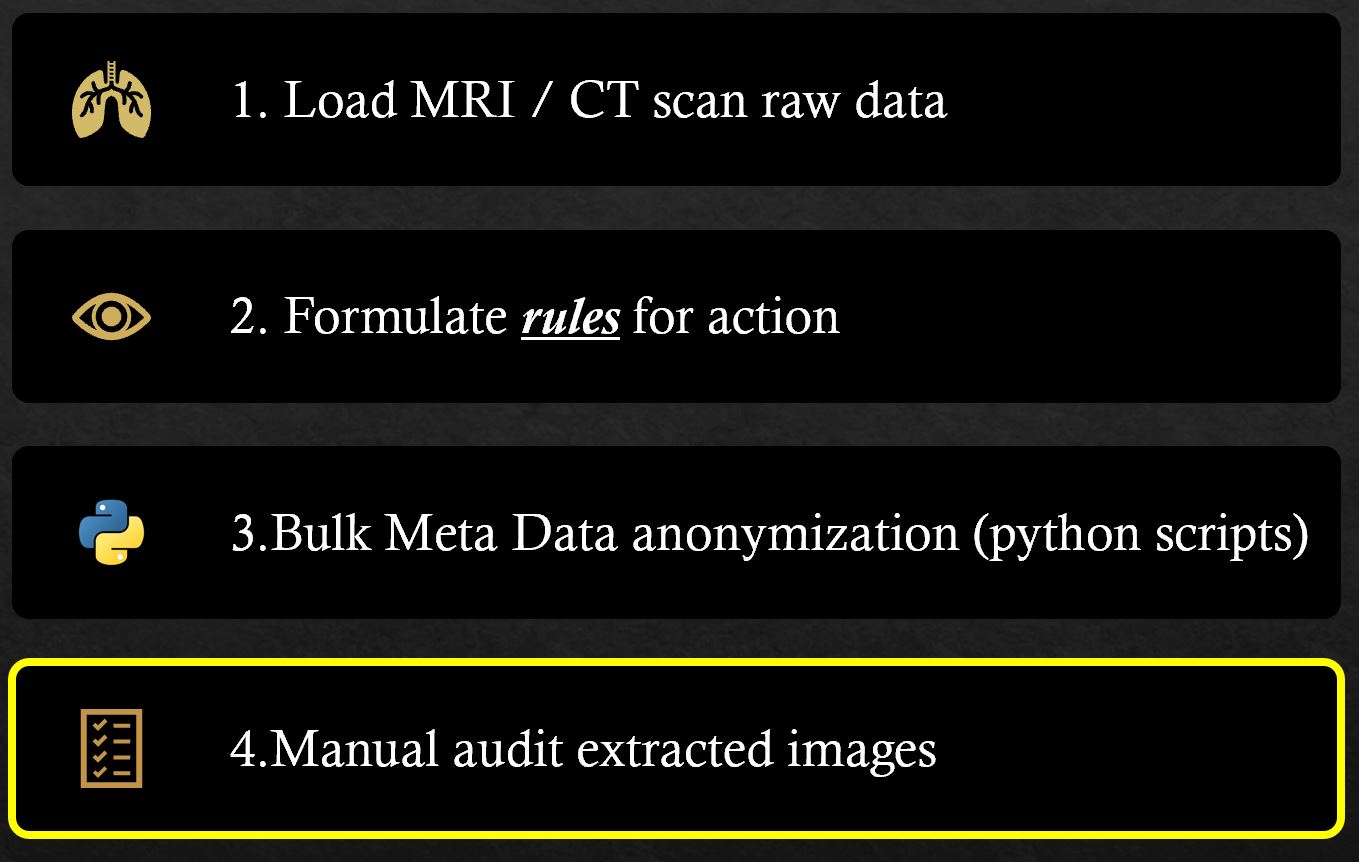 1. Load MRI / CT scan raw data
2. Formulate rules for action
3.Bulk Meta Data anonymization (python scripts)
4.Manual audit extracted images